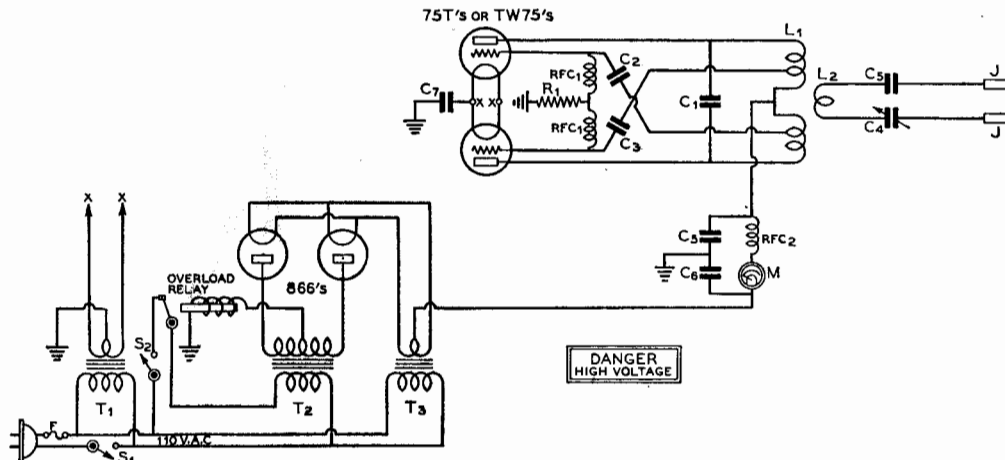 75T's OR TW75's
L1
C2
RFC1
L2
C5
J
C7
R1
C1
X X
RFC1
C4
J
C3
X X
C5
RFC2
OVERLOAD
RELAY
866's
C6
M
S2
DANGER
HIGH VOLTAGE
T1
T2
T3
F
110 V.A.C
S1